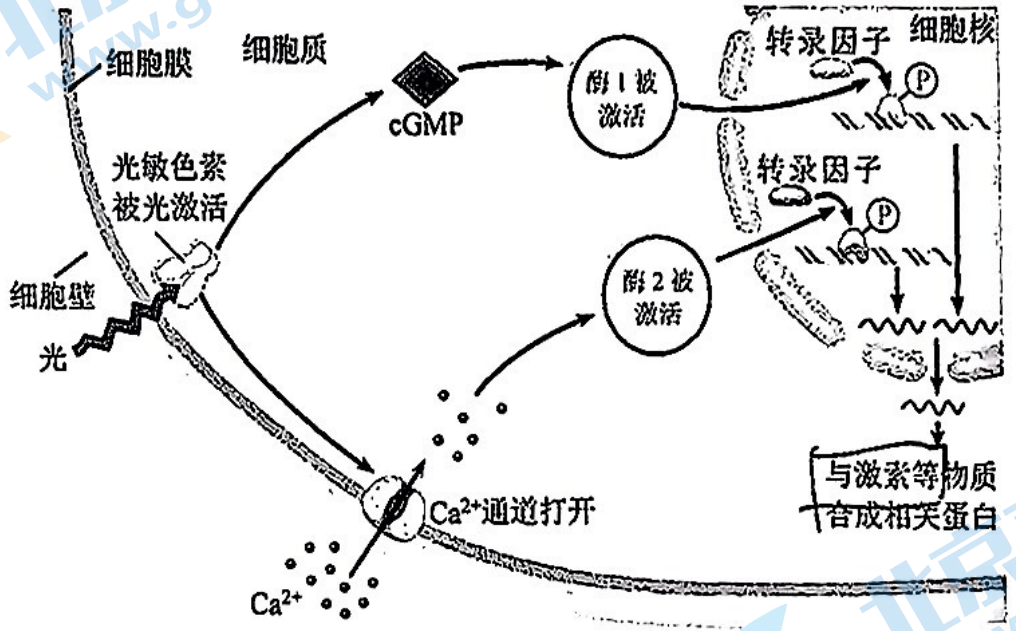 细胞膜
细胞质
cGMP
酶1被
激活
转录因子
细胞核
P
光敏色素
被光激活
转录因子
P
细胞壁
光
酶2被
激活
Ca²⁺通道打开
Ca²⁺
与激素等物质
合成相关蛋白